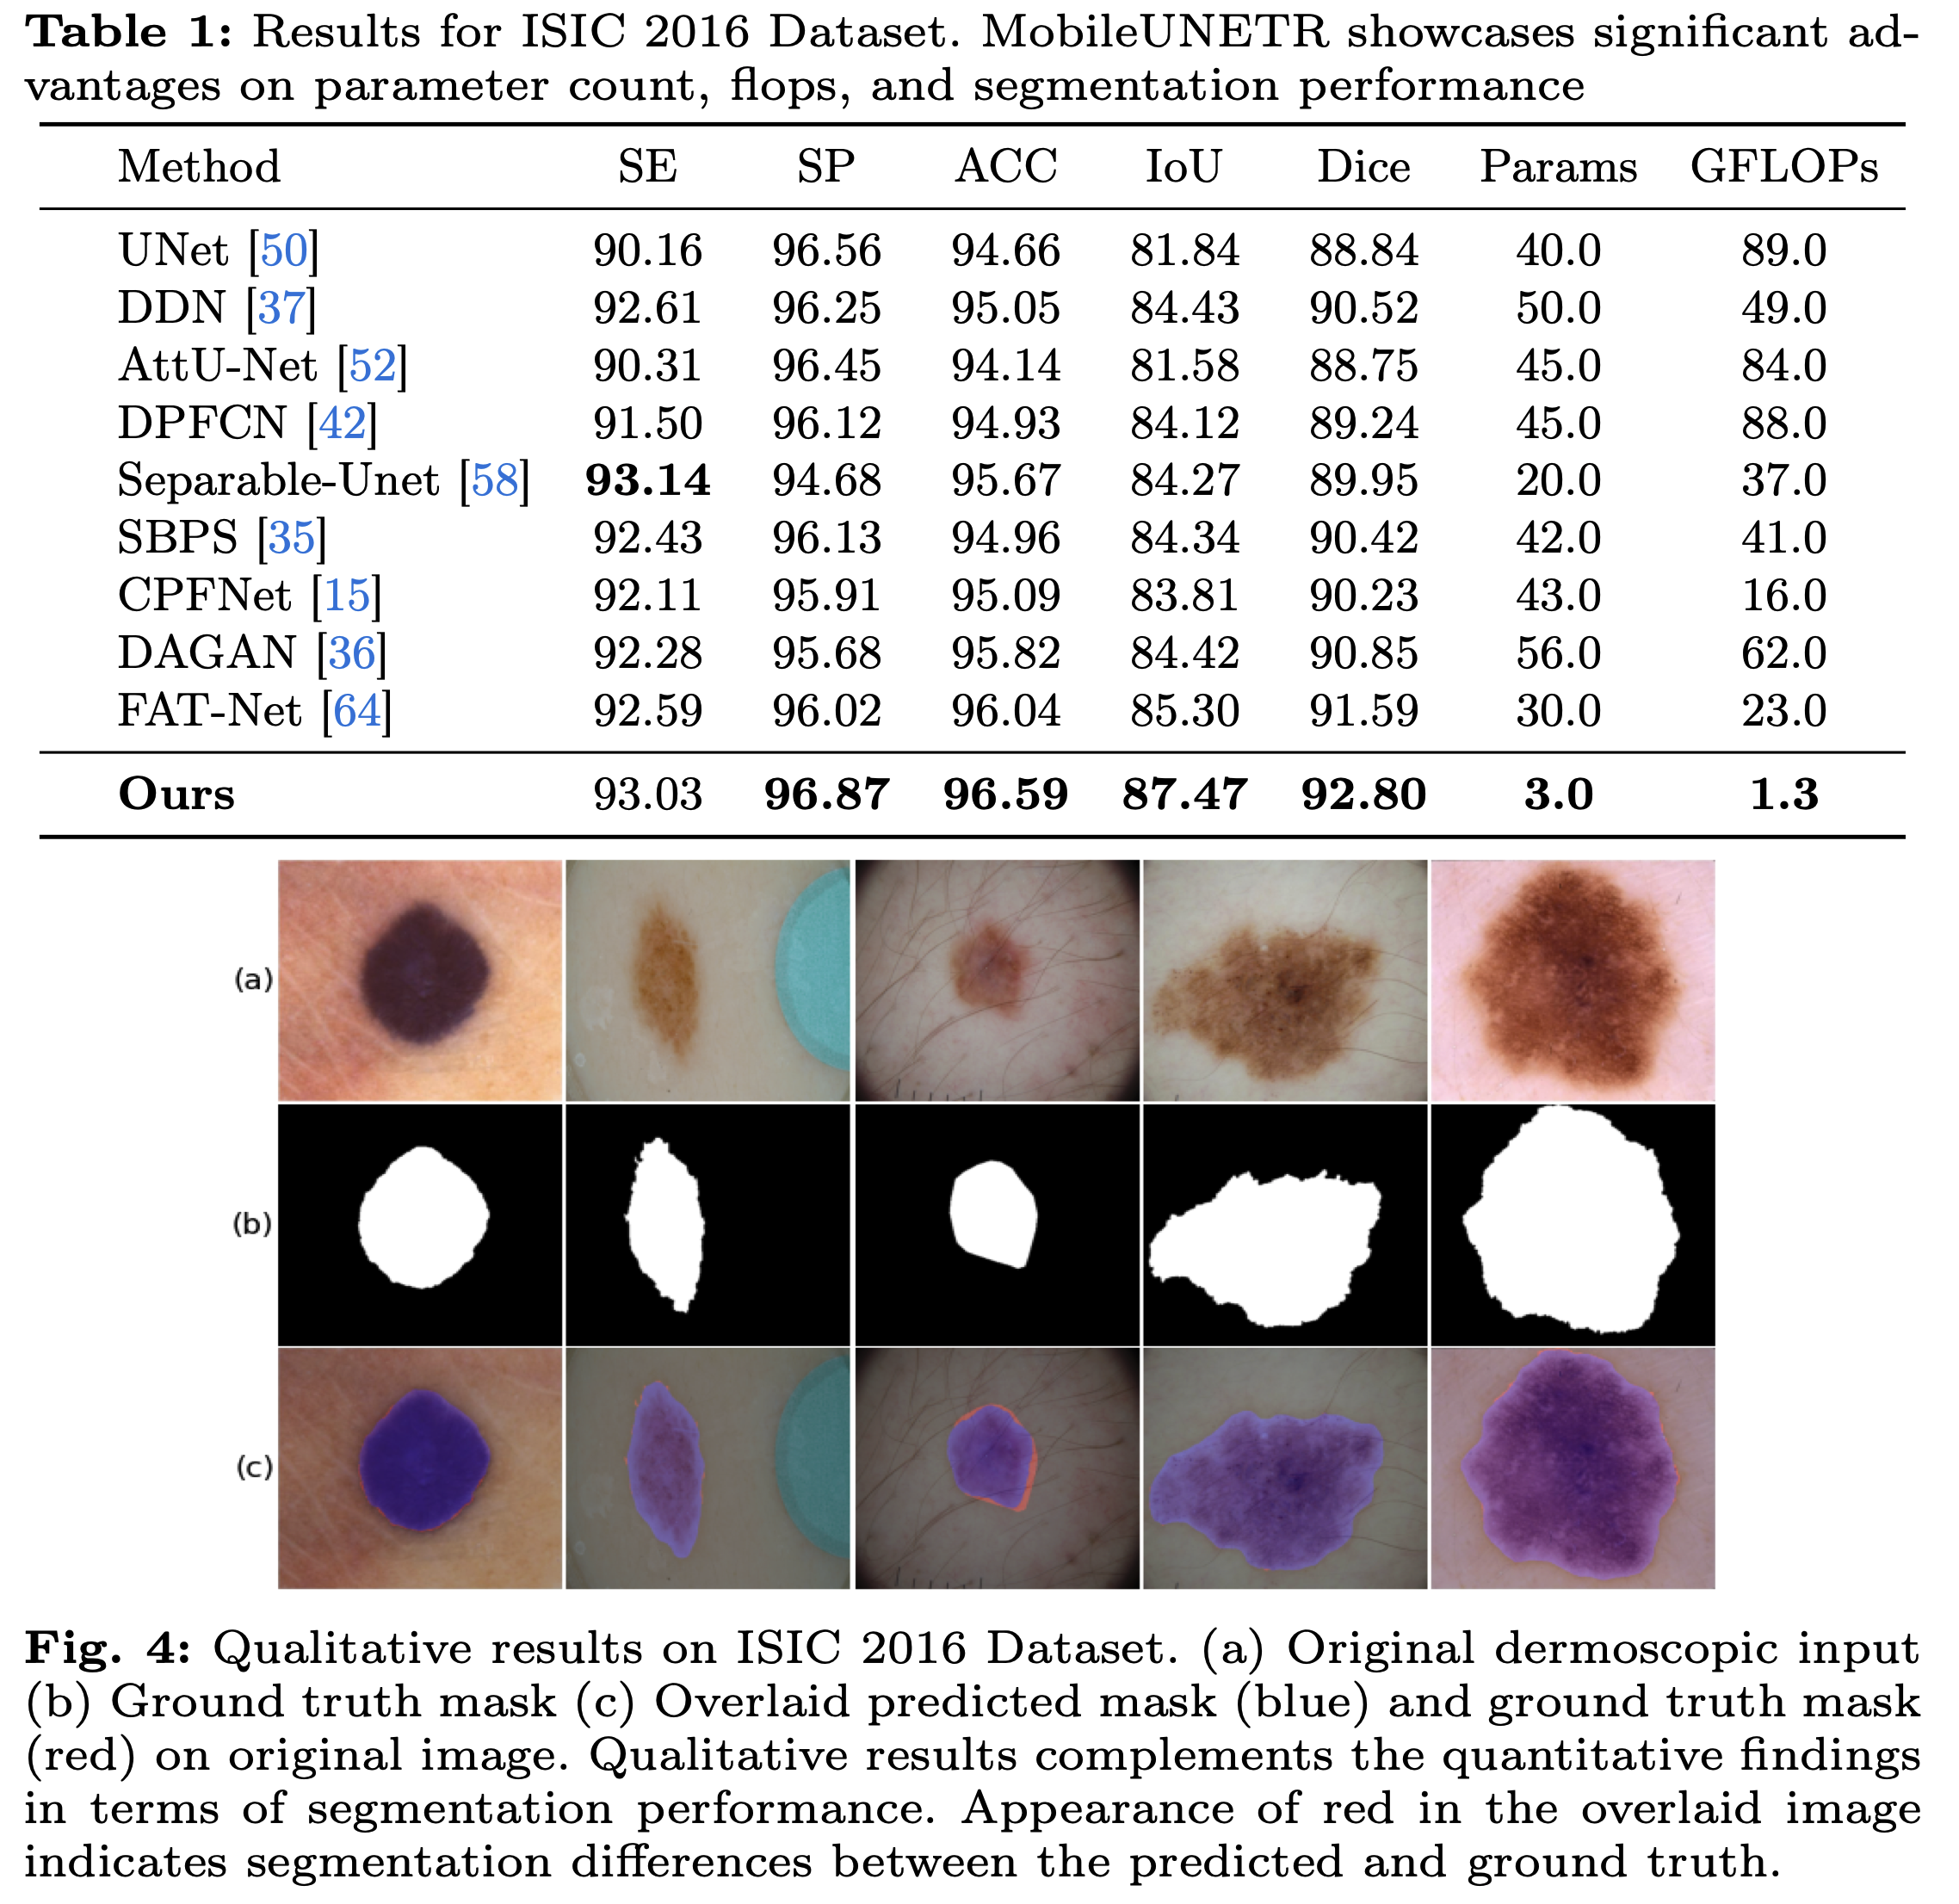 Table 1: Results for ISIC 2016 Dataset. MobileUNETR showcases significant ad-
vantages on parameter count, flops, and segmentation performance
Method SE SP ACC IoU Dice Params GFLOPs
UNet [50] 90.16 96.56 94.66 81.84 88.84 40.0 89.0
DDN [37] 92.61 96.25 95.05 84.43 90.52 50.0 49.0
AttU-Net [52] 90.31 96.45 94.14 81.58 88.75 45.0 84.0
DPFCN [42] 91.50 96.12 94.93 84.12 89.24 45.0 88.0
Separable-Unet [58] 93.14 94.68 95.67 84.27 89.95 20.0 37.0
SBPS [35] 92.43 96.13 94.96 84.34 90.42 42.0 41.0
CPFNet [15] 92.11 95.91 95.09 83.81 90.23 43.0 16.0
DAGAN [36] 92.28 95.68 95.82 84.42 90.85 56.0 62.0
FAT-Net [64] 92.59 96.02 96.04 85.30 91.59 30.0 23.0
Ours 93.03 96.87 96.59 87.47 92.80 3.0 1.3
(a)
(b)
(c)
Fig. 4: Qualitative results on ISIC 2016 Dataset. (a) Original dermoscopic input
(b) Ground truth mask (c) Overlaid predicted mask (blue) and ground truth mask
(red) on original image. Qualitative results complements the quantitative findings
in terms of segmentation performance. Appearance of red in the overlaid image
indicates segmentation differences between the predicted and ground truth.